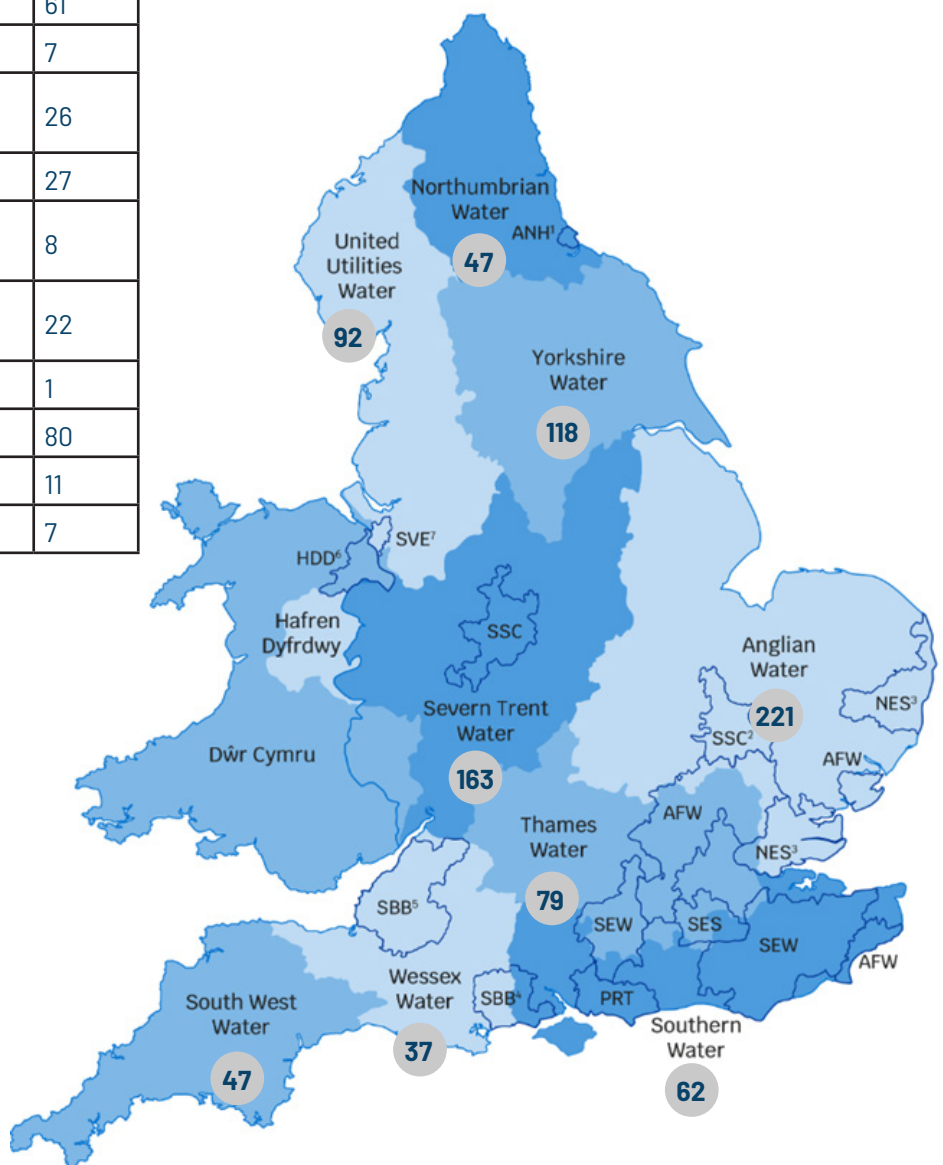 61
7
26
27
8
22
1
80
11
7
Northumbrian
Water
ANH¹
47
United
Utilities
Water
92
Yorkshire
Water
118
SVE⁷
HDD⁶
Hafren
Dyfrdwy
SSC
Anglian
Water
221
NES³
SSC²
AFW
Severn Trent
Water
163
Dŵr Cymru
AFW
Thames
Water
NES³
79
SBB⁵
SEW
SES
SEW
AFW
Wessex
Water
SBB⁴
PRT
South West
Water
Southern
Water
37
47
62